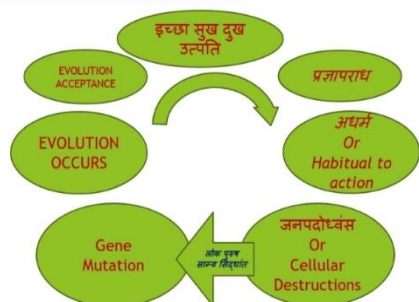 इच्छा सुख दुख
उत्पति
EVOLUTION
ACCEPTANCE
प्रज्ञापराध
EVOLUTION
OCCURS
अधर्म
Or
Habitual to
action
Gene
Mutation
लोक पुरुष
साम्य सिद्धांत
जनपदोध्वंस
Or
Cellular
Destructions